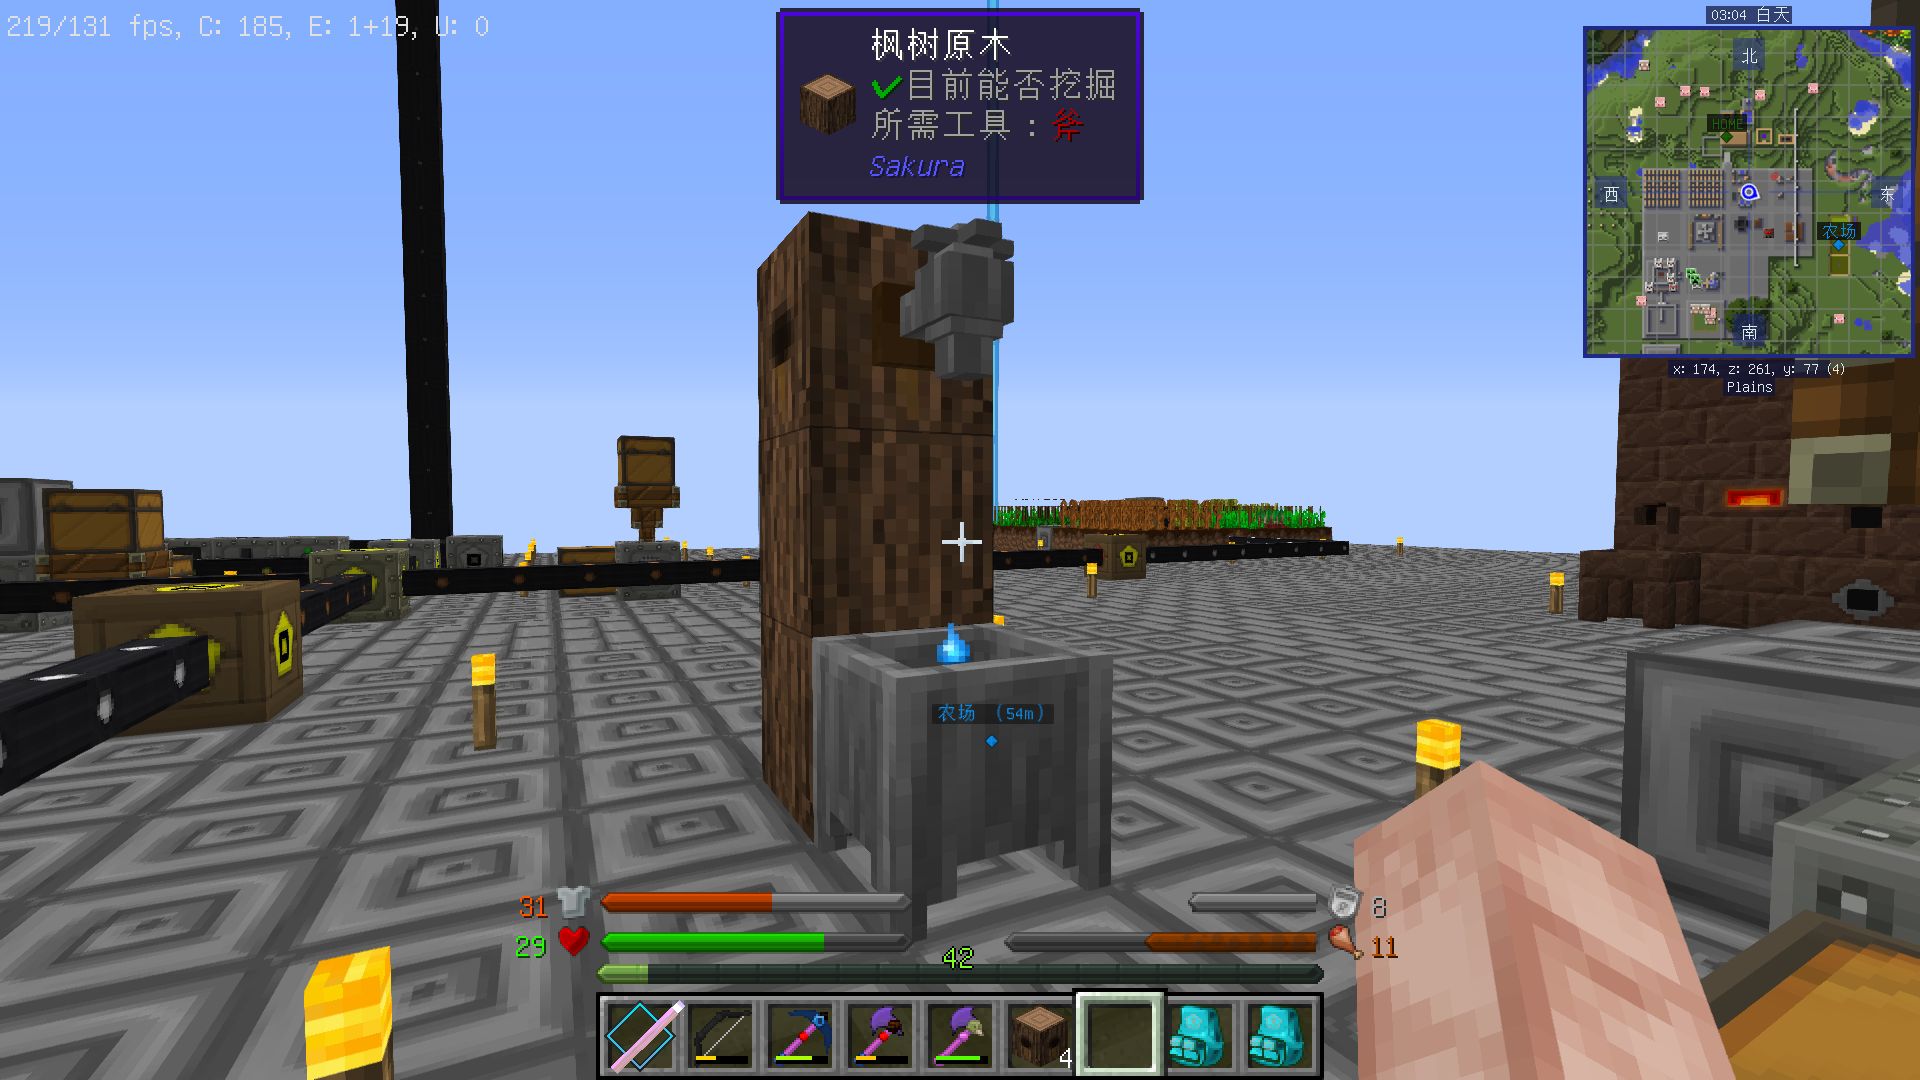 219/131 fps, C: 185, E: 1+19, U: 0
枫树原木
目前能否挖掘
所需工具：斧
Sakura
03:04 白天
北
HOME
西
东
农场
南
x: 174, z: 261, y: 77 (4)
Plains
农场 (54m)
31
8
29
42
11
4